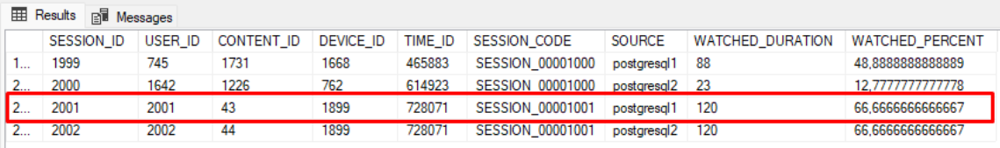 Results Messages
SESSION_ID USER_ID CONTENT_ID DEVICE_ID TIME_ID SESSION_CODE SOURCE WATCHED_DURATION WATCHED_PERCENT
1... 1999 745 1731 1668 465883 SESSION_00001000 postgresql1 88 48,8888888888889
2... 2000 1642 1226 762 614923 SESSION_00001000 postgresql2 23 12,7777777777778
2... 2001 2001 43 1899 728071 SESSION_00001001 postgresql1 120 66,6666666666667
2... 2002 2002 44 1899 728071 SESSION_00001001 postgresql2 120 66,6666666666667